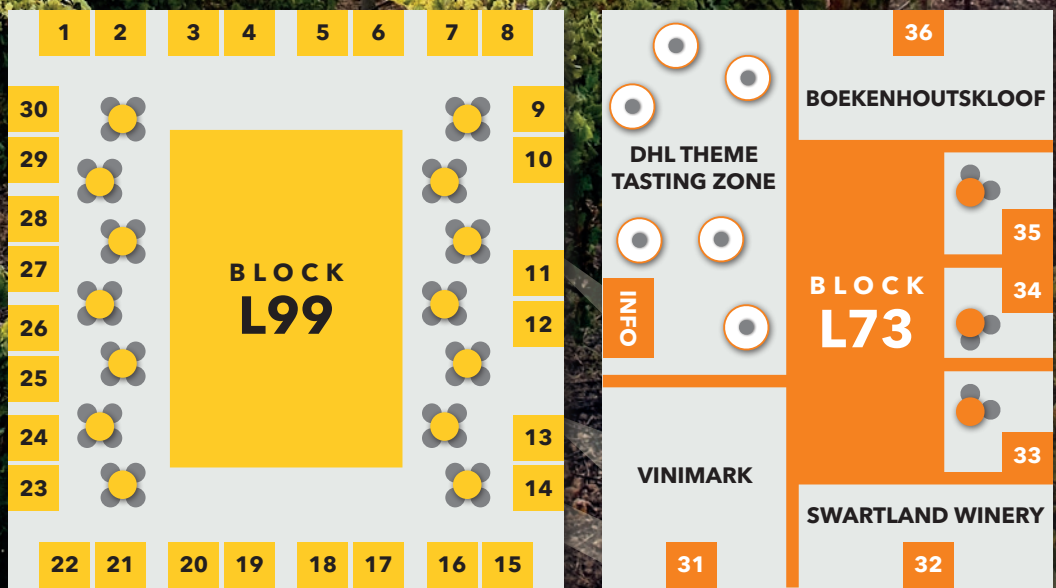 1 2 3 4 5 6 7 8
30
29
28
27
26
25
24
23
9
10
11
12
13
14
BLOCK
L99
22 21 20 19 18 17 16 15
DHL THEME
TASTING ZONE
INFO
VINIMARK
31
36
BOEKENHOUTSKLOOF
BLOCK
L73
35
34
33
SWARTLAND WINERY
32